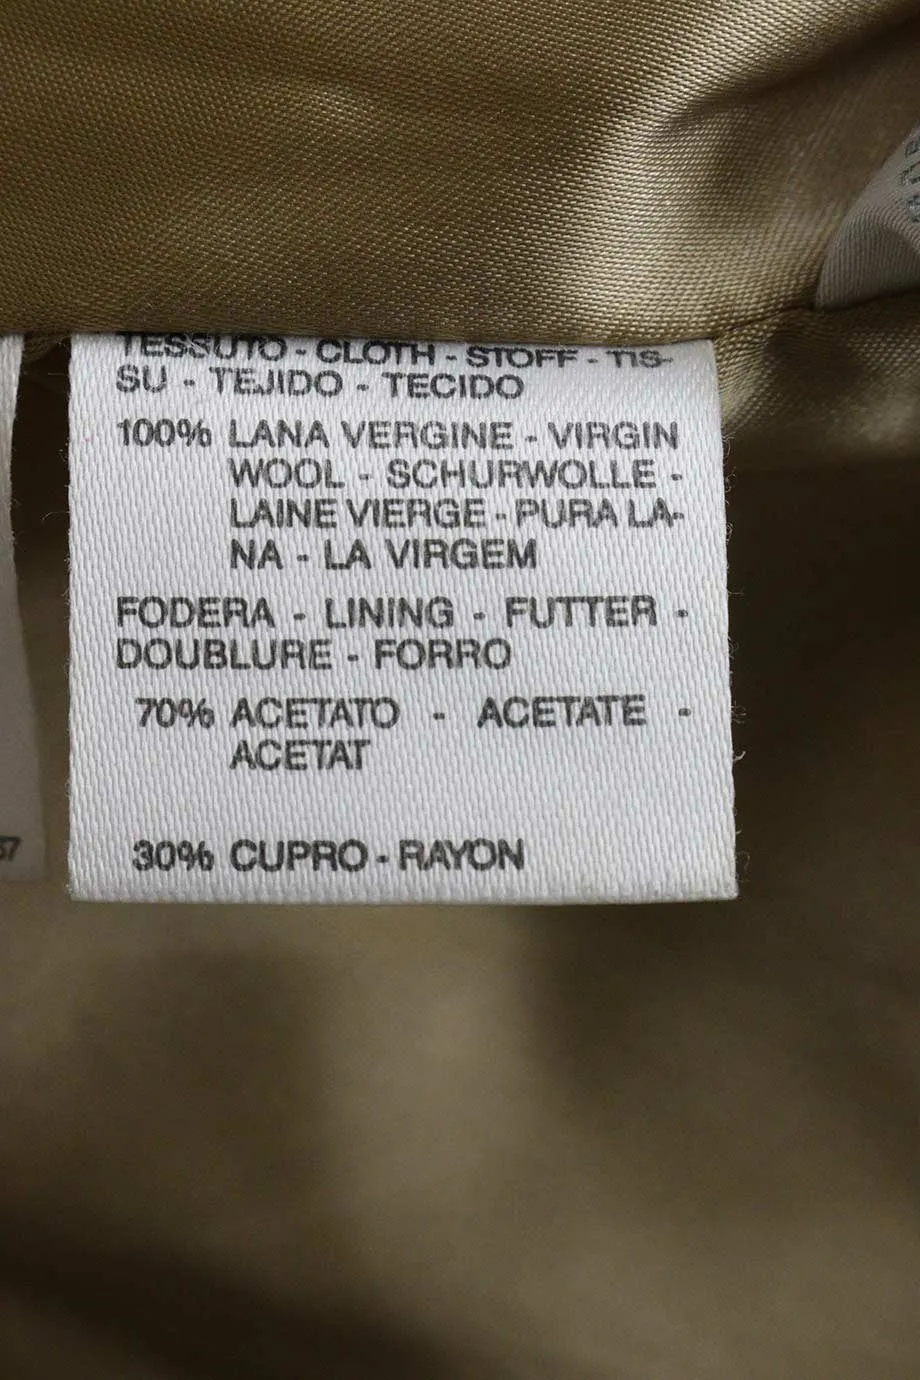 TESSUTO - CLOTH - STOFF - TIS-
SU - TEJIDO - TECIDO
100% LANA VERGINE - VIRGIN
WOOL - SCHURWOLLE -
LAINE VIERGE - PURA LA-
NA - LA VIRGEM
FODERA - LINING - FUTTER -
DOUBLURE - FORRO
70% ACETATO - ACETATE -
ACETAT
30% CUPRO - RAYON